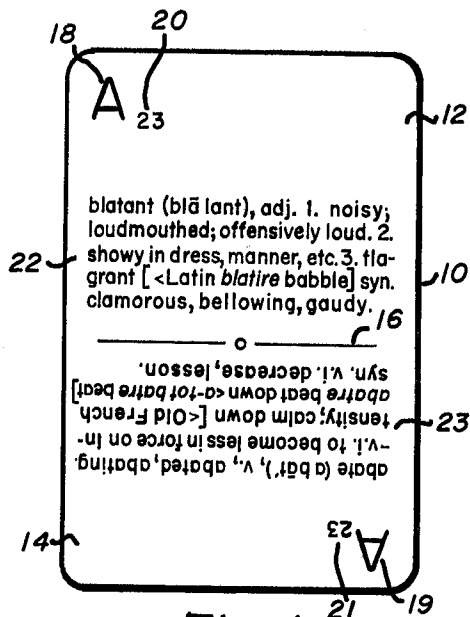 18
20
A 23
12
blatant (blā lant), adj. 1. noisy;
loudmouthed; offensively loud. 2.
showy in dress, manner, etc. 3. tla-
grant [<Latin blatire babble] syn.
clamorous, bellowing, gaudy.
22
10
16
abate (a bāt'), v., abated, abating.
-v.i. to become less in force on In-
tensity; calm down [<Old French
abatre beat down <a-tot batre beat]
syn. v.i. decrease, lesson.
23
14
A 23
21
19